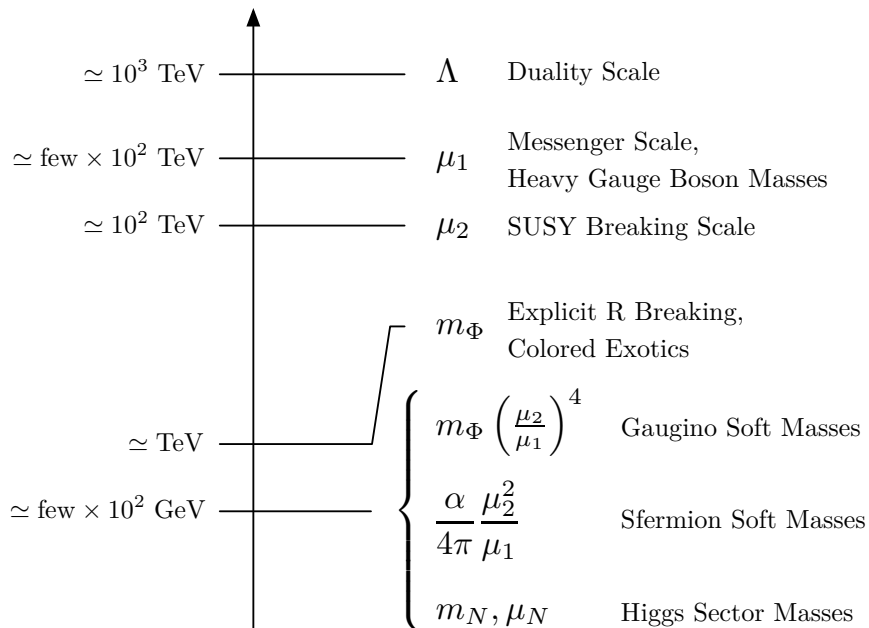 ≃ 10³ TeV Λ Duality Scale
≃ few × 10² TeV μ₁ Messenger Scale,
Heavy Gauge Boson Masses
≃ 10² TeV μ₂ SUSY Breaking Scale
m_Φ Explicit R Breaking,
Colored Exotics
≃ TeV m_Φ (μ₂/μ₁)⁴ Gaugino Soft Masses
≃ few × 10² GeV α/4π μ₂²/μ₁ Sfermion Soft Masses
m_N, μ_N Higgs Sector Masses